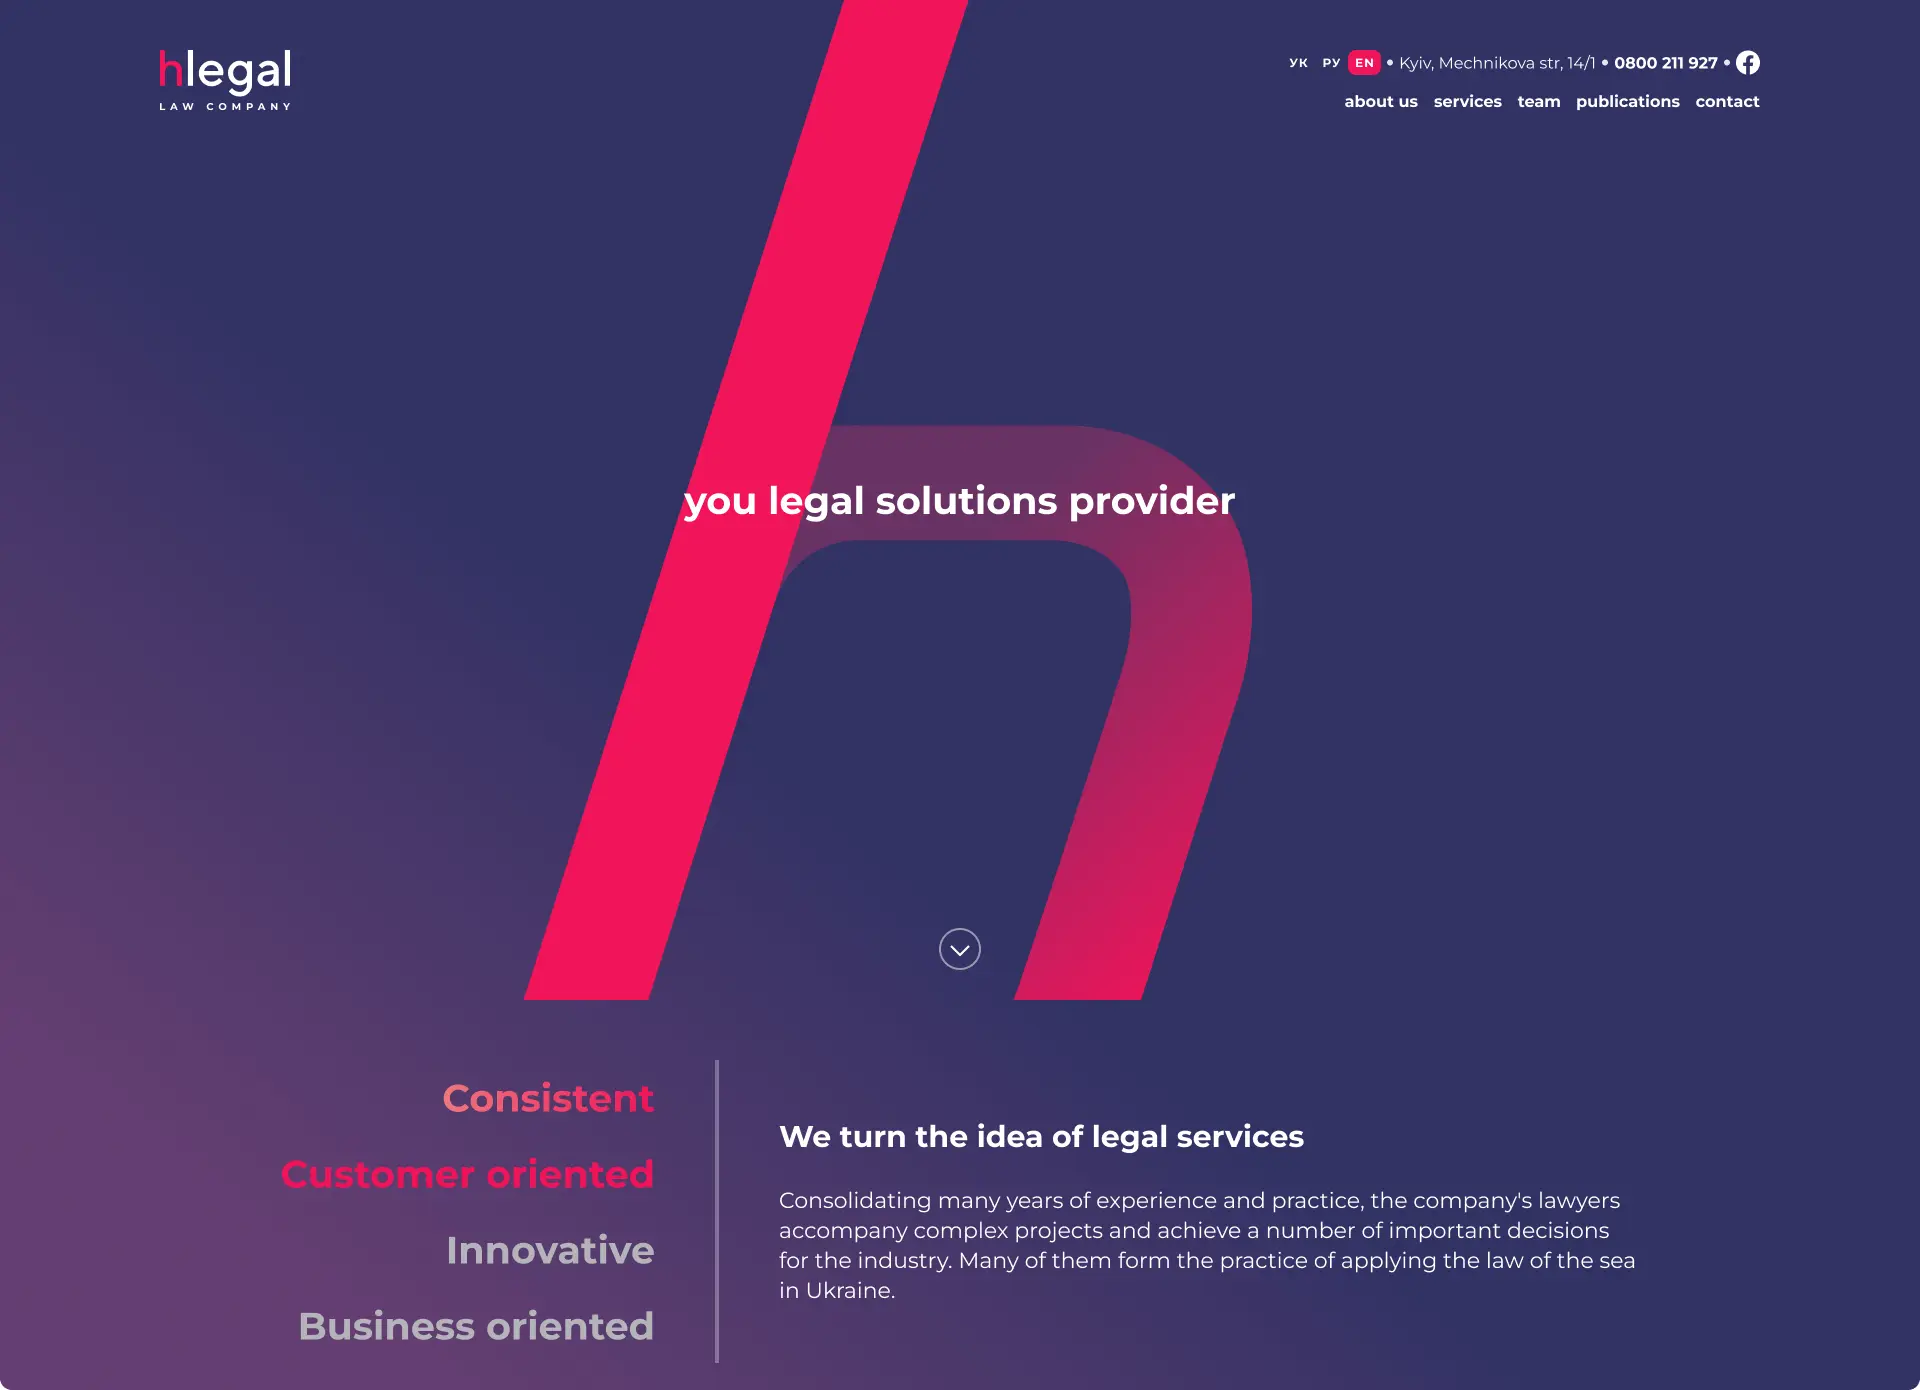 hlegal
LAW COMPANY
УК РУ EN • Kyiv, Mechnikova str, 14/1 • 0800 211 927 •
about us services team publications contact
you legal solutions provider
Consistent
Customer oriented
Innovative
Business oriented
We turn the idea of legal services
Consolidating many years of experience and practice, the company's lawyers
accompany complex projects and achieve a number of important decisions
for the industry. Many of them form the practice of applying the law of the sea
in Ukraine.